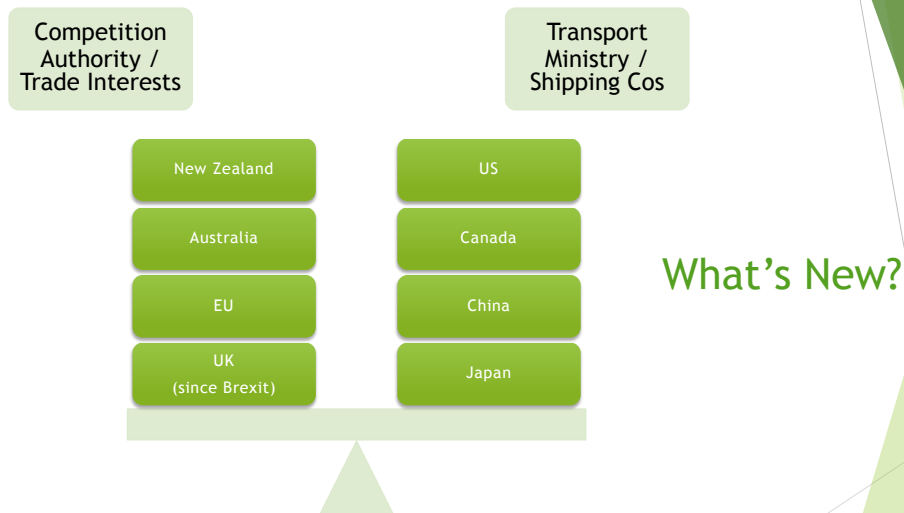 Competition
Authority /
Trade Interests
Transport
Ministry /
Shipping Cos
New Zealand
Australia
EU
UK
(since Brexit)
US
Canada
China
Japan
What’s New?